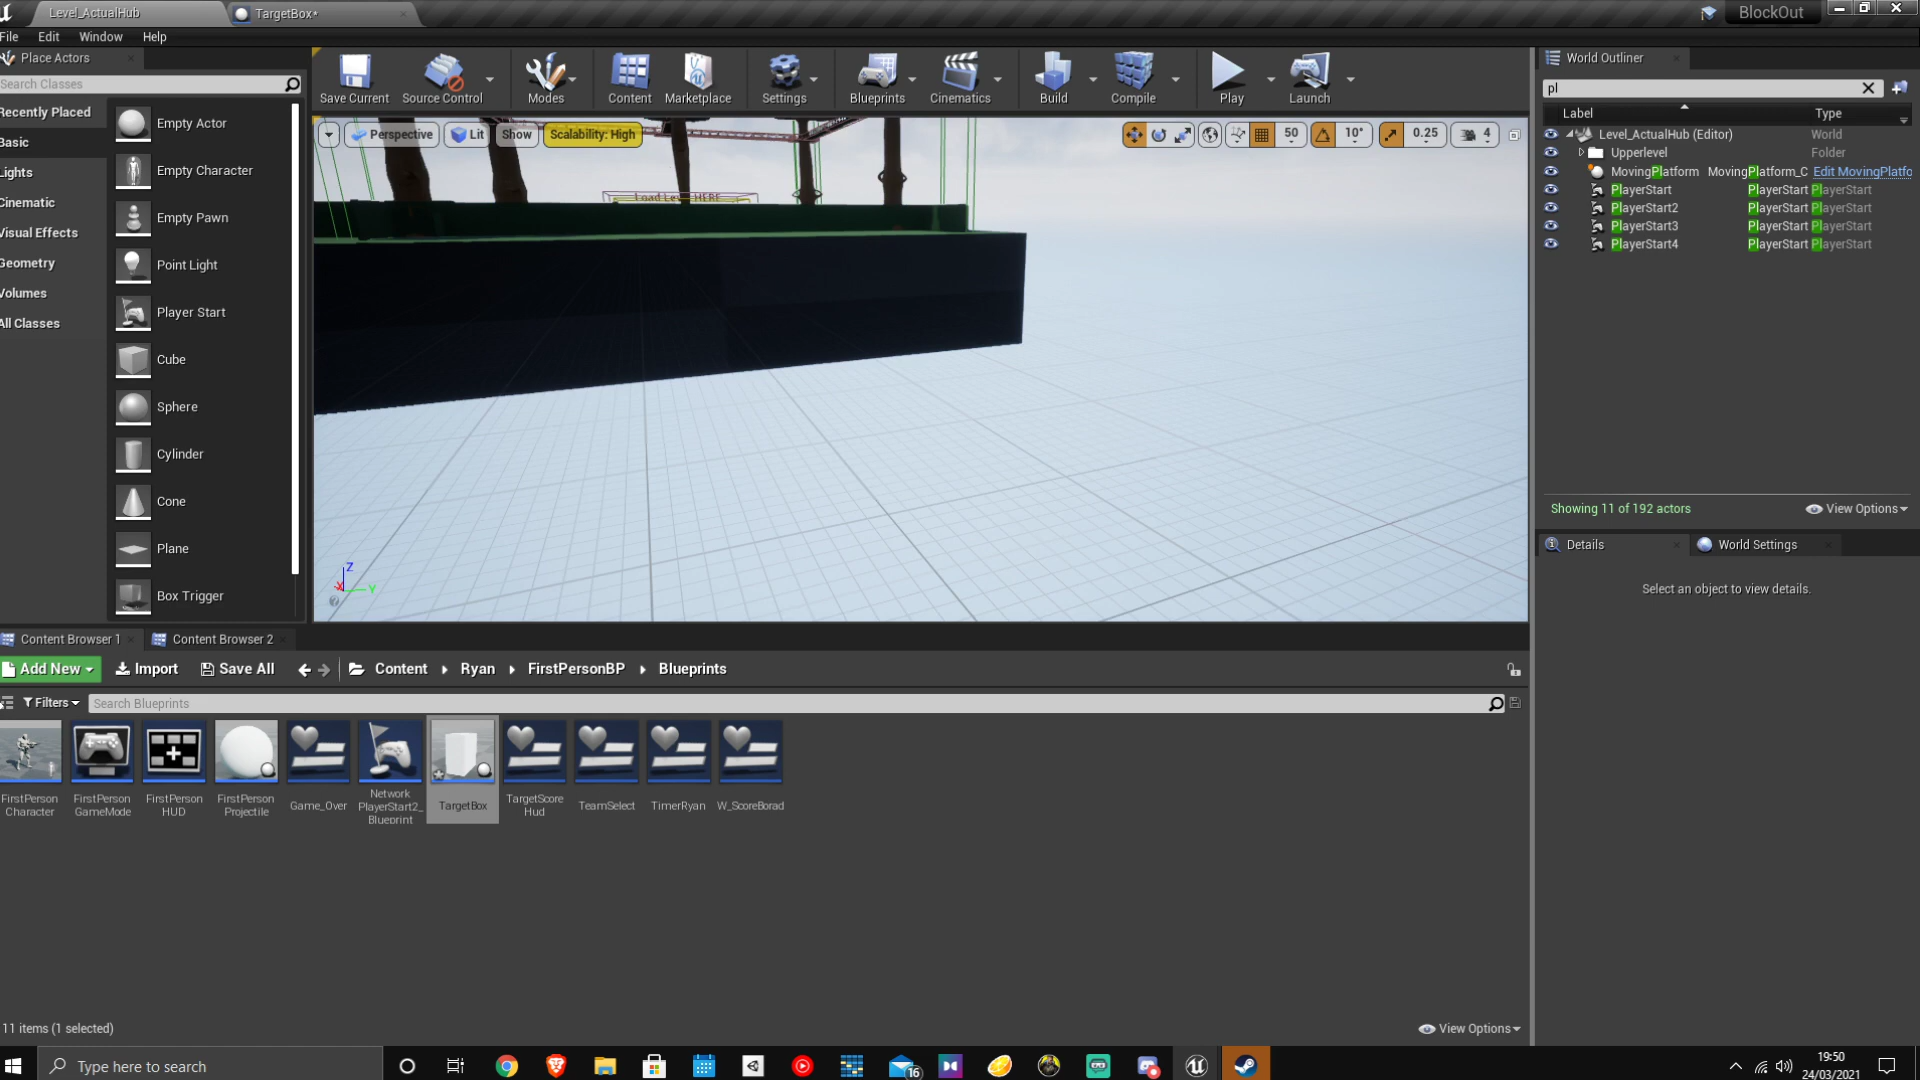 Level_ActualHub
TargetBox*
BlockOut
File Edit Window Help
Place Actors
Search Classes
Recently Placed
Basic
Lights
Cinematic
Visual Effects
Geometry
Volumes
All Classes
Empty Actor
Empty Character
Empty Pawn
Point Light
Player Start
Cube
Sphere
Cylinder
Cone
Plane
Box Trigger
Save Current
Source Control
Modes
Content
Marketplace
Settings
Blueprints
Cinematics
Build
Compile
Play
Launch
Perspective Lit Show Scalability: High
50 10° 0.25 4
Load Level HERE
Z
X Y
World Outliner
pl
Label Type
Level_ActualHub (Editor) World
Upperlevel Folder
MovingPlatform MovingPlatform_C Edit MovingPlatfo
PlayerStart PlayerStart PlayerStart
PlayerStart2 PlayerStart PlayerStart
PlayerStart3 PlayerStart PlayerStart
PlayerStart4 PlayerStart PlayerStart
Showing 11 of 192 actors
View Options
Details
World Settings
Select an object to view details.
Content Browser 1
Content Browser 2
Add New Import Save All Content Ryan FirstPersonBP Blueprints
Filters Search Blueprints
FirstPerson
Character
FirstPerson
GameMode
FirstPerson
HUD
FirstPerson
Projectile
Game_Over
Network
PlayerStart2_
Blueprint
TargetBox
TargetScore
Hud
TeamSelect
TimerRyan
W_ScoreBorad
11 items (1 selected)
View Options
Type here to search
16
19:50
24/03/2021